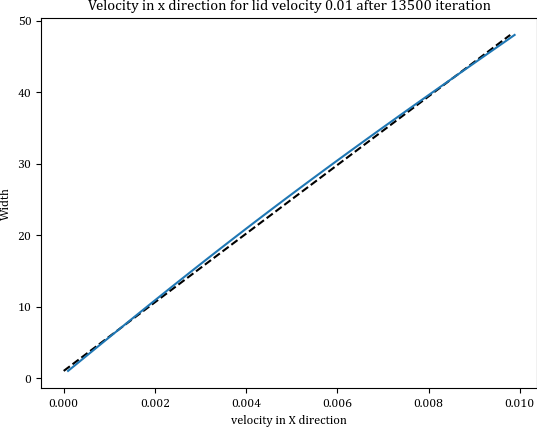 Velocity in x direction for lid velocity 0.01 after 13500 iteration
50
40
30
20
10
0
Width
0.000 0.002 0.004 0.006 0.008 0.010
velocity in X direction